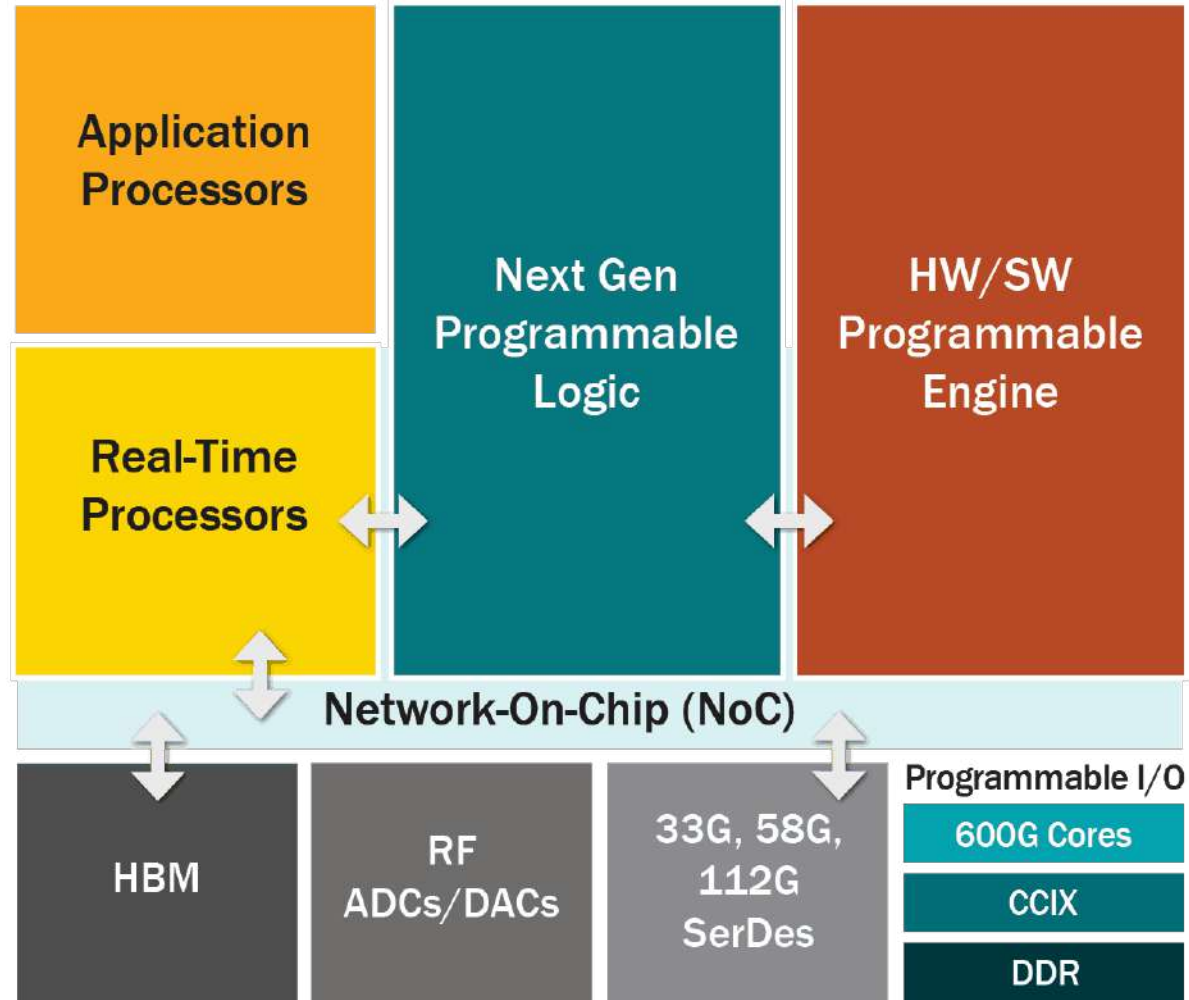 Application
Processors
Next Gen
Programmable
Logic
HW/SW
Programmable
Engine
Real-Time
Processors
Network-On-Chip (NoC)
HBM
RF
ADCs/DACs
33G, 58G,
112G
SerDes
Programmable I/O
600G Cores
CCIX
DDR